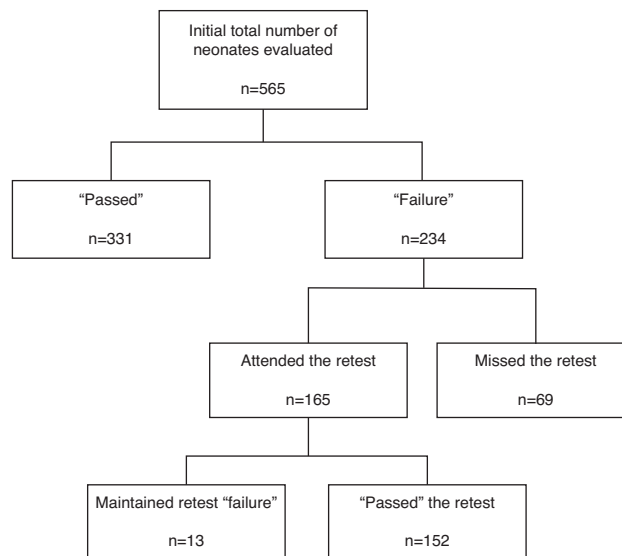 Initial total number of
neonates evaluated
n=565
“Passed”
n=331
“Failure”
n=234
Attended the retest
n=165
Missed the retest
n=69
Maintained retest “failure”
n=13
“Passed” the retest
n=152